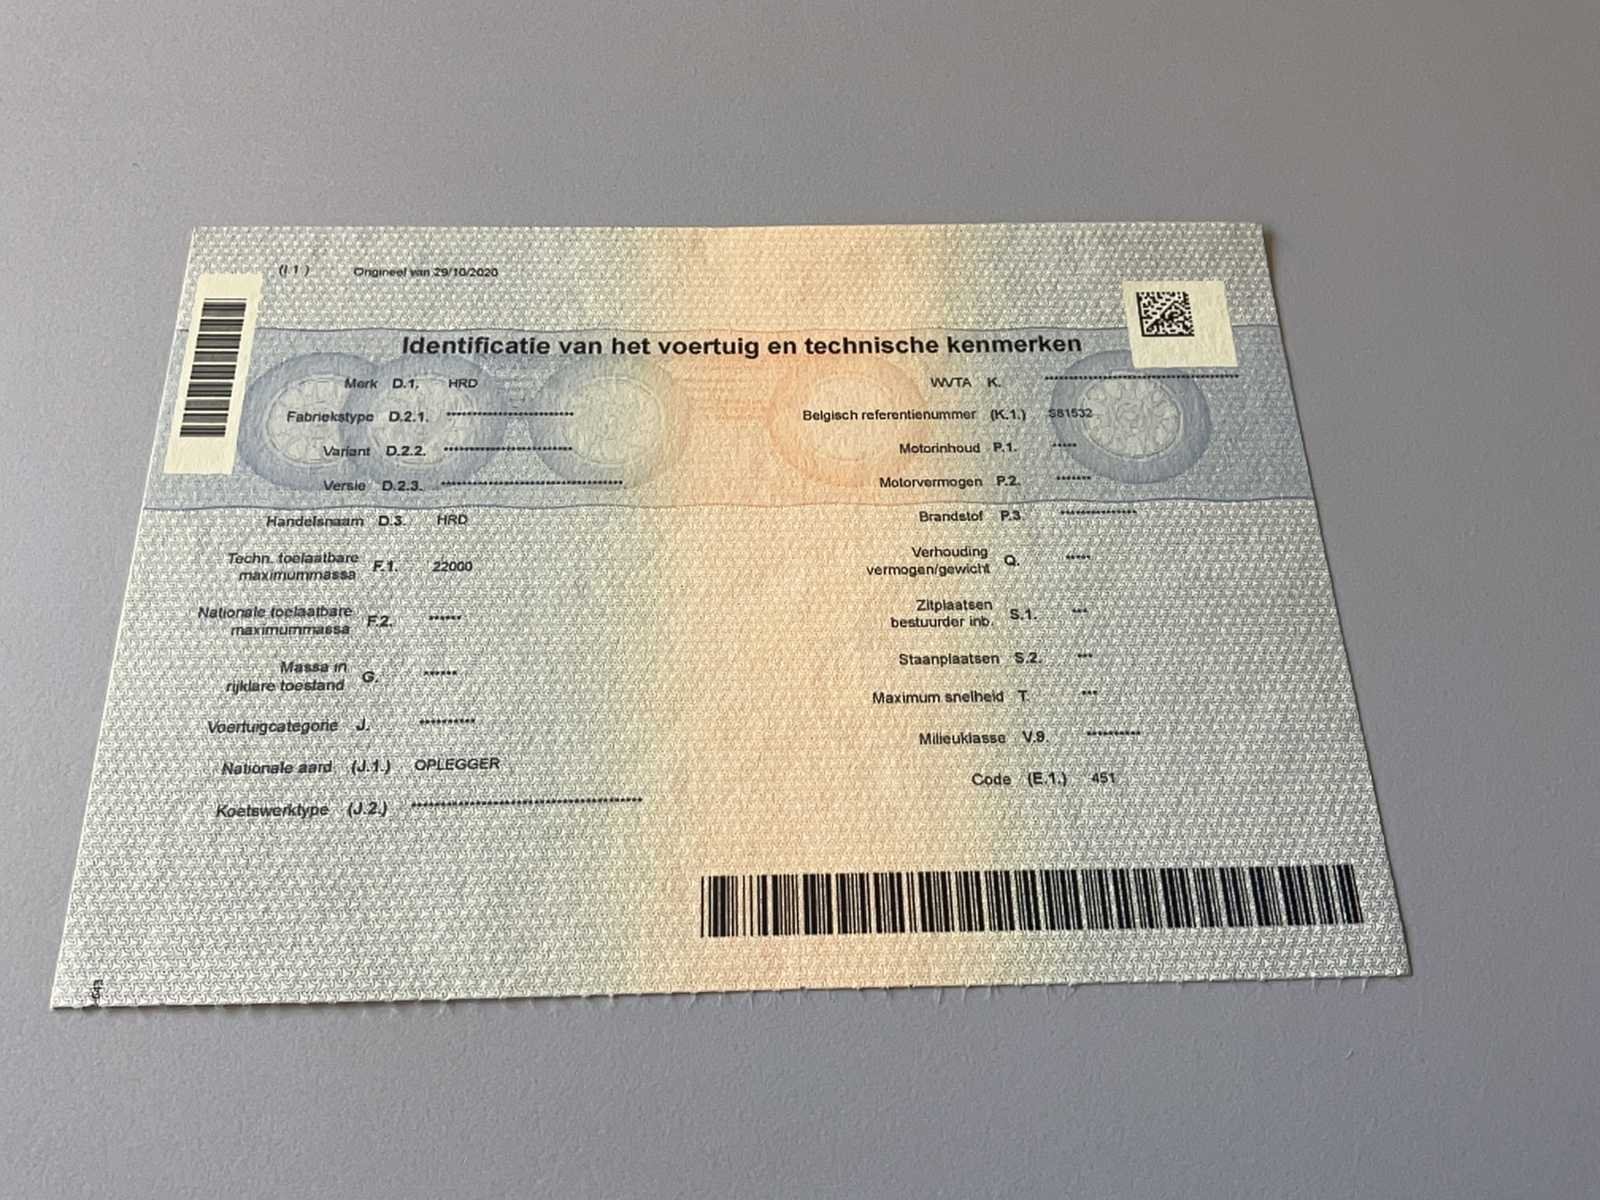 (I.1) Origineel van 29/10/2020
Identificatie van het voertuig en technische kenmerken
Merk D.1. HRD
Fabriekstype D.2.1. ********************
Variant D.2.2. ********************
Versie D.2.3. ****************************
Handelsnaam D.3. HRD
Techn. toelaatbare
maximummassa F.1. 22000
Nationale toelaatbare
maximummassa F.2. ******
Massa in
rijklare toestand G. ******
Voertuigcategorie J. **********
Nationale aard (J.1.) OPLEGGER
Koetswerktype (J.2.) ****************************************
WVTA K. ******************************
Belgisch referentienummer (K.1.) S81532
Motorinhoud P.1. *****
Motorvermogen P.2. *******
Brandstof P.3. ***************
Verhouding
vermogen/gewicht Q. *****
Zitplaatsen
bestuurder inb. S.1. ***
Staanplaatsen S.2. ***
Maximum snelheid T. ***
Milieuklasse V.9. **********
Code (E.1.) 451